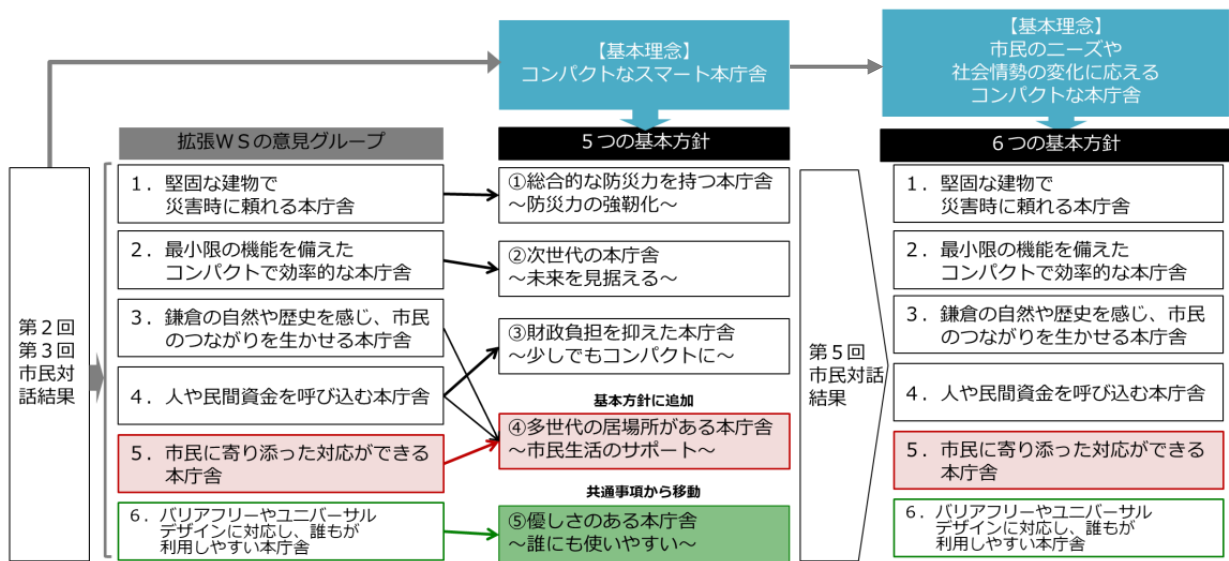 【基本理念】
コンパクトなスマート本庁舎
【基本理念】
市民のニーズや
社会情勢の変化に応える
コンパクトな本庁舎
拡張ＷＳの意見グループ
５つの基本方針
６つの基本方針
第２回
第３回
市民対
話結果
１．堅固な建物で
災害時に頼れる本庁舎
２．最小限の機能を備えた
コンパクトで効率的な本庁舎
３．鎌倉の自然や歴史を感じ、市民
のつながりを生かせる本庁舎
４．人や民間資金を呼び込む本庁舎
５．市民に寄り添った対応ができる
本庁舎
６．バリアフリーやユニバーサル
デザインに対応し、誰もが
利用しやすい本庁舎
①総合的な防災力を持つ本庁舎
～防災力の強靭化～
②次世代の本庁舎
～未来を見据える～
③財政負担を抑えた本庁舎
～少しでもコンパクトに～
基本方針に追加
④多世代の居場所がある本庁舎
～市民生活のサポート～
共通事項から移動
⑤優しさのある本庁舎
～誰にも使いやすい～
第５回
市民対話
結果
１．堅固な建物で
災害時に頼れる本庁舎
２．最小限の機能を備えた
コンパクトで効率的な本庁舎
３．鎌倉の自然や歴史を感じ、市民
のつながりを生かせる本庁舎
４．人や民間資金を呼び込む本庁舎
５．市民に寄り添った対応ができる
本庁舎
６．バリアフリーやユニバーサル
デザインに対応し、誰もが
利用しやすい本庁舎